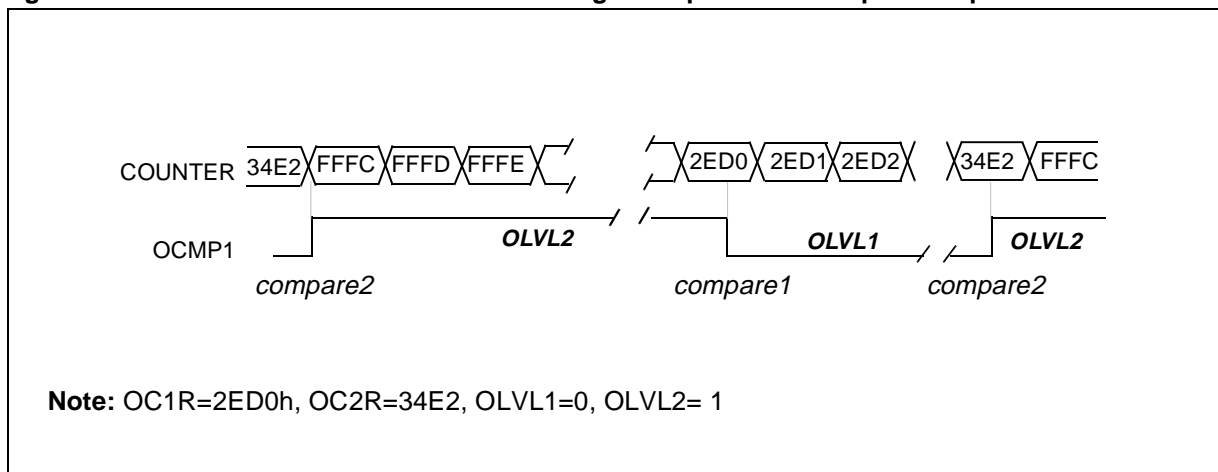 COUNTER 34E2 FFFC FFFD FFFE 2ED0 2ED1 2ED2 34E2 FFFC
OCMP1 OLVL2 OLVL1 OLVL2
compare2 compare1 compare2
Note: OC1R=2ED0h, OC2R=34E2, OLVL1=0, OLVL2= 1